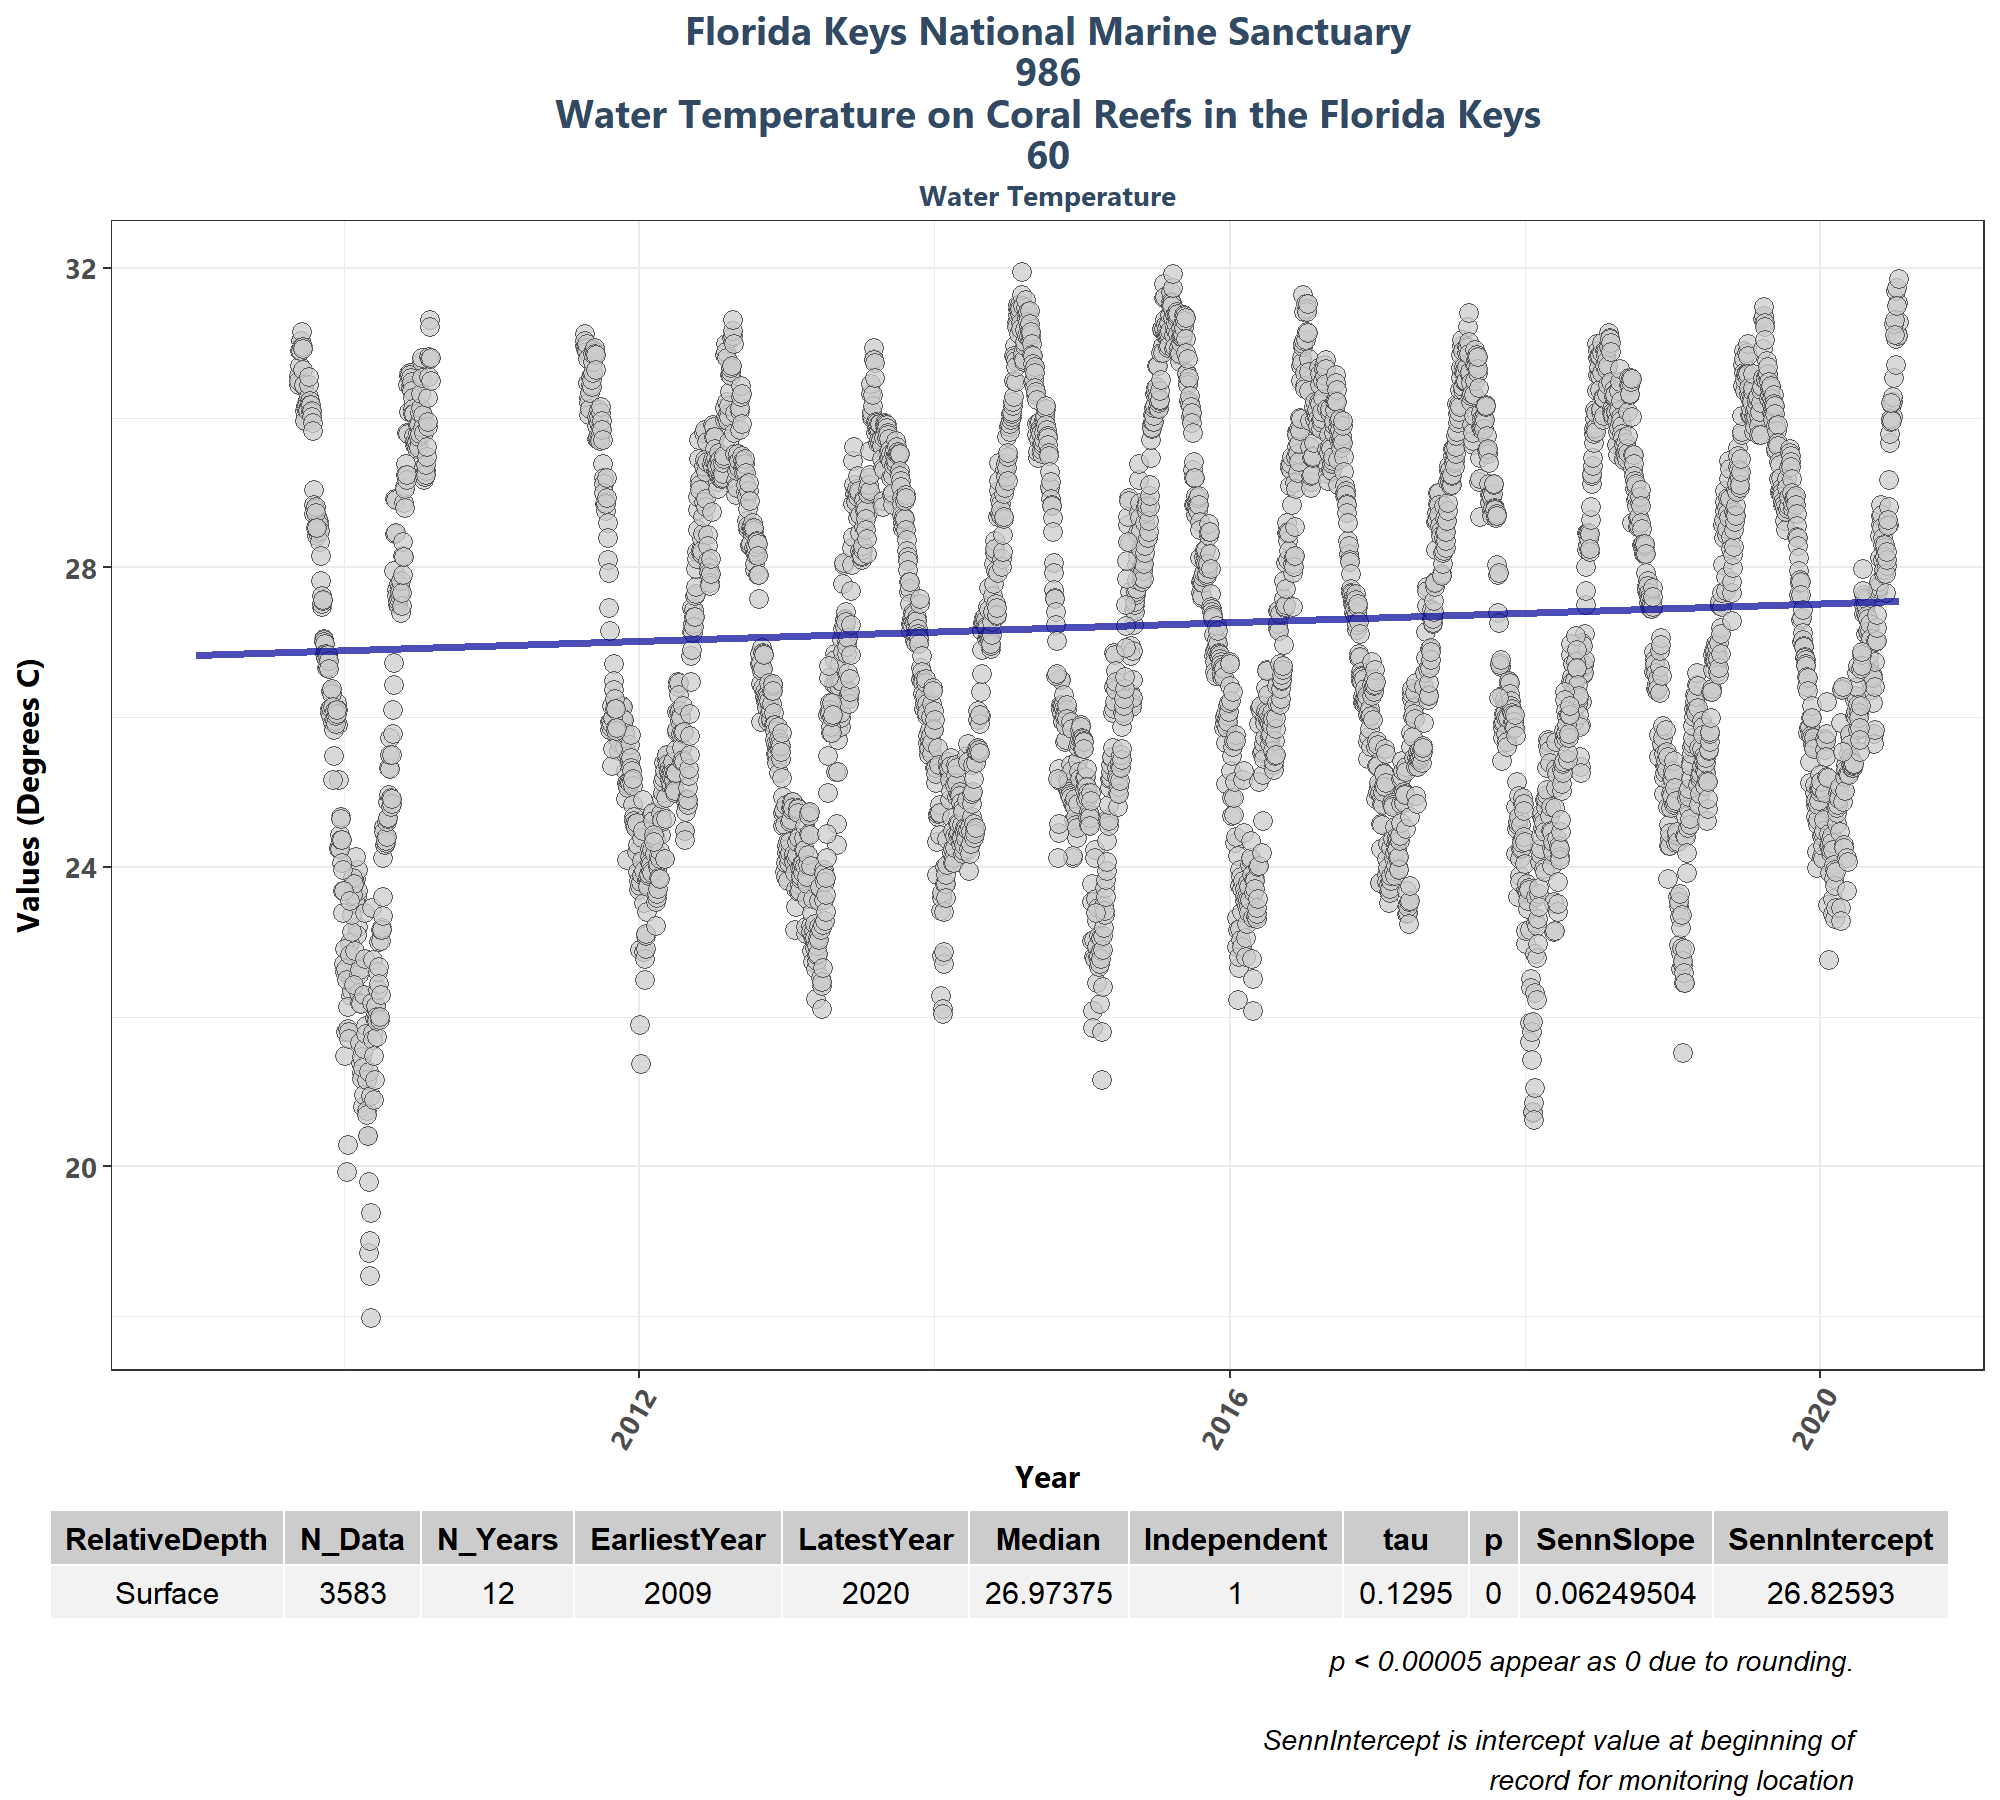 Florida Keys National Marine Sanctuary
986
Water Temperature on Coral Reefs in the Florida Keys
60
Water Temperature
32
28
24
20
Values (Degrees C)
2012
2016
2020
Year
RelativeDepth N_Data N_Years EarliestYear LatestYear Median Independent tau p SennSlope SennIntercept
Surface 3583 12 2009 2020 26.97375 1 0.1295 0 0.06249504 26.82593
p < 0.00005 appear as 0 due to rounding.
SennIntercept is intercept value at beginning of
record for monitoring location